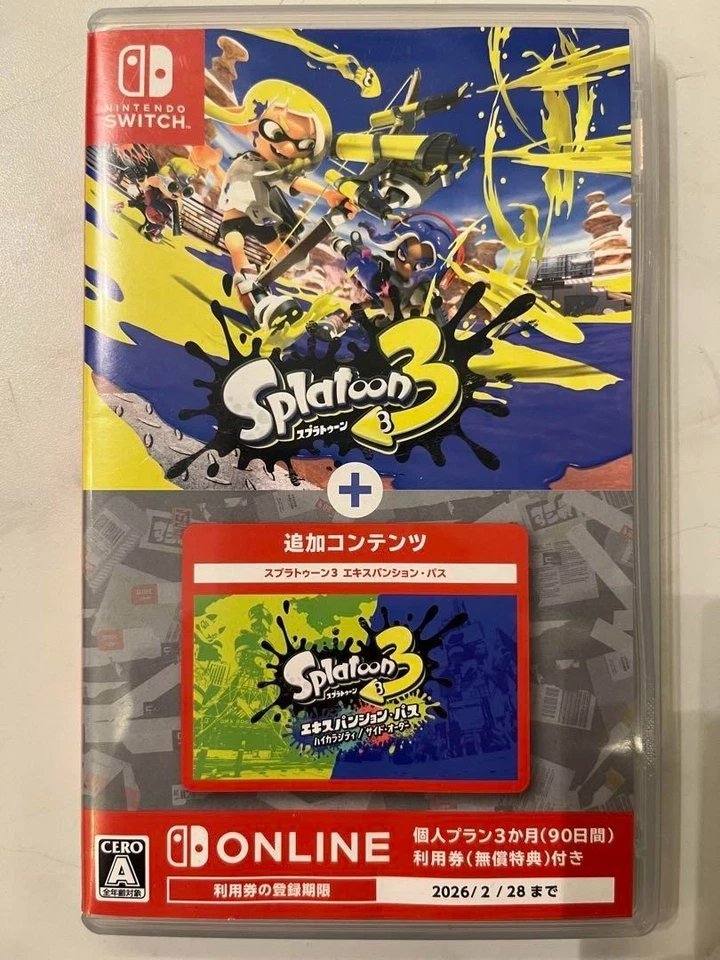 NINTENDO
SWITCH™
Splatoon 3
スプラトゥーン
+
追加コンテンツ
スプラトゥーン3 エキスパンション・パス
Splatoon 3
スプラトゥーン
エキスパンション・パス
ハイカラシティ / サイド・オーダー
CERO
A
全年齢対象
ONLINE
個人プラン3か月(90日間)
利用券(無償特典)付き
利用券の登録期限
2026/2/28まで